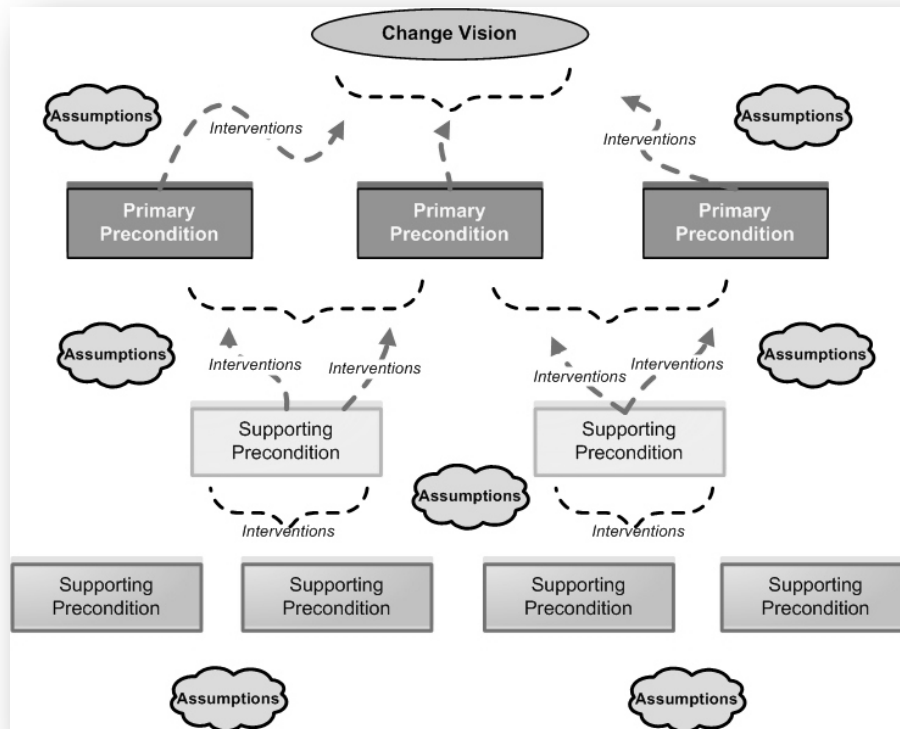 Change Vision
Assumptions
Interventions
Interventions
Assumptions
Primary
Precondition
Primary
Precondition
Primary
Precondition
Assumptions
Interventions
Interventions
Interventions
Interventions
Assumptions
Supporting
Precondition
Supporting
Precondition
Assumptions
Interventions
Interventions
Supporting
Precondition
Supporting
Precondition
Supporting
Precondition
Supporting
Precondition
Assumptions
Assumptions